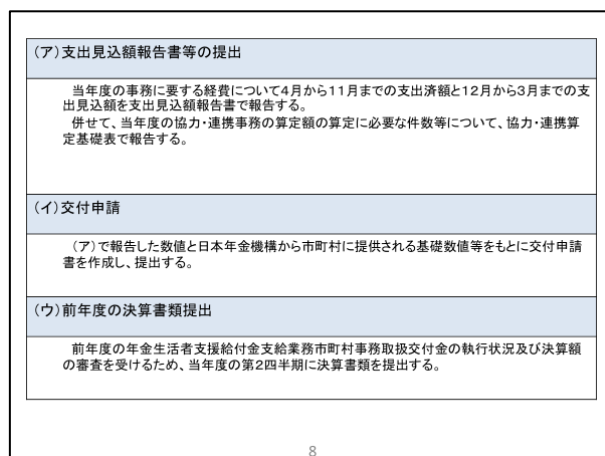 （ア）支出見込額報告書等の提出
当年度の事務に要する経費について４月から１１月までの支出済額と１２月から３月までの支
出見込額を支出見込額報告書で報告する。
併せて、当年度の協力・連携事務の算定額の算定に必要な件数等について、協力・連携算
定基礎表で報告する。
（イ）交付申請
（ア）で報告した数値と日本年金機構から市町村に提供される基礎数値等をもとに交付申請
書を作成し、提出する。
（ウ）前年度の決算書類提出
前年度の年金生活者支援給付金支給業務市町村事務取扱交付金の執行状況及び決算額
の審査を受けるため、当年度の第２四半期に決算書類を提出する。
8